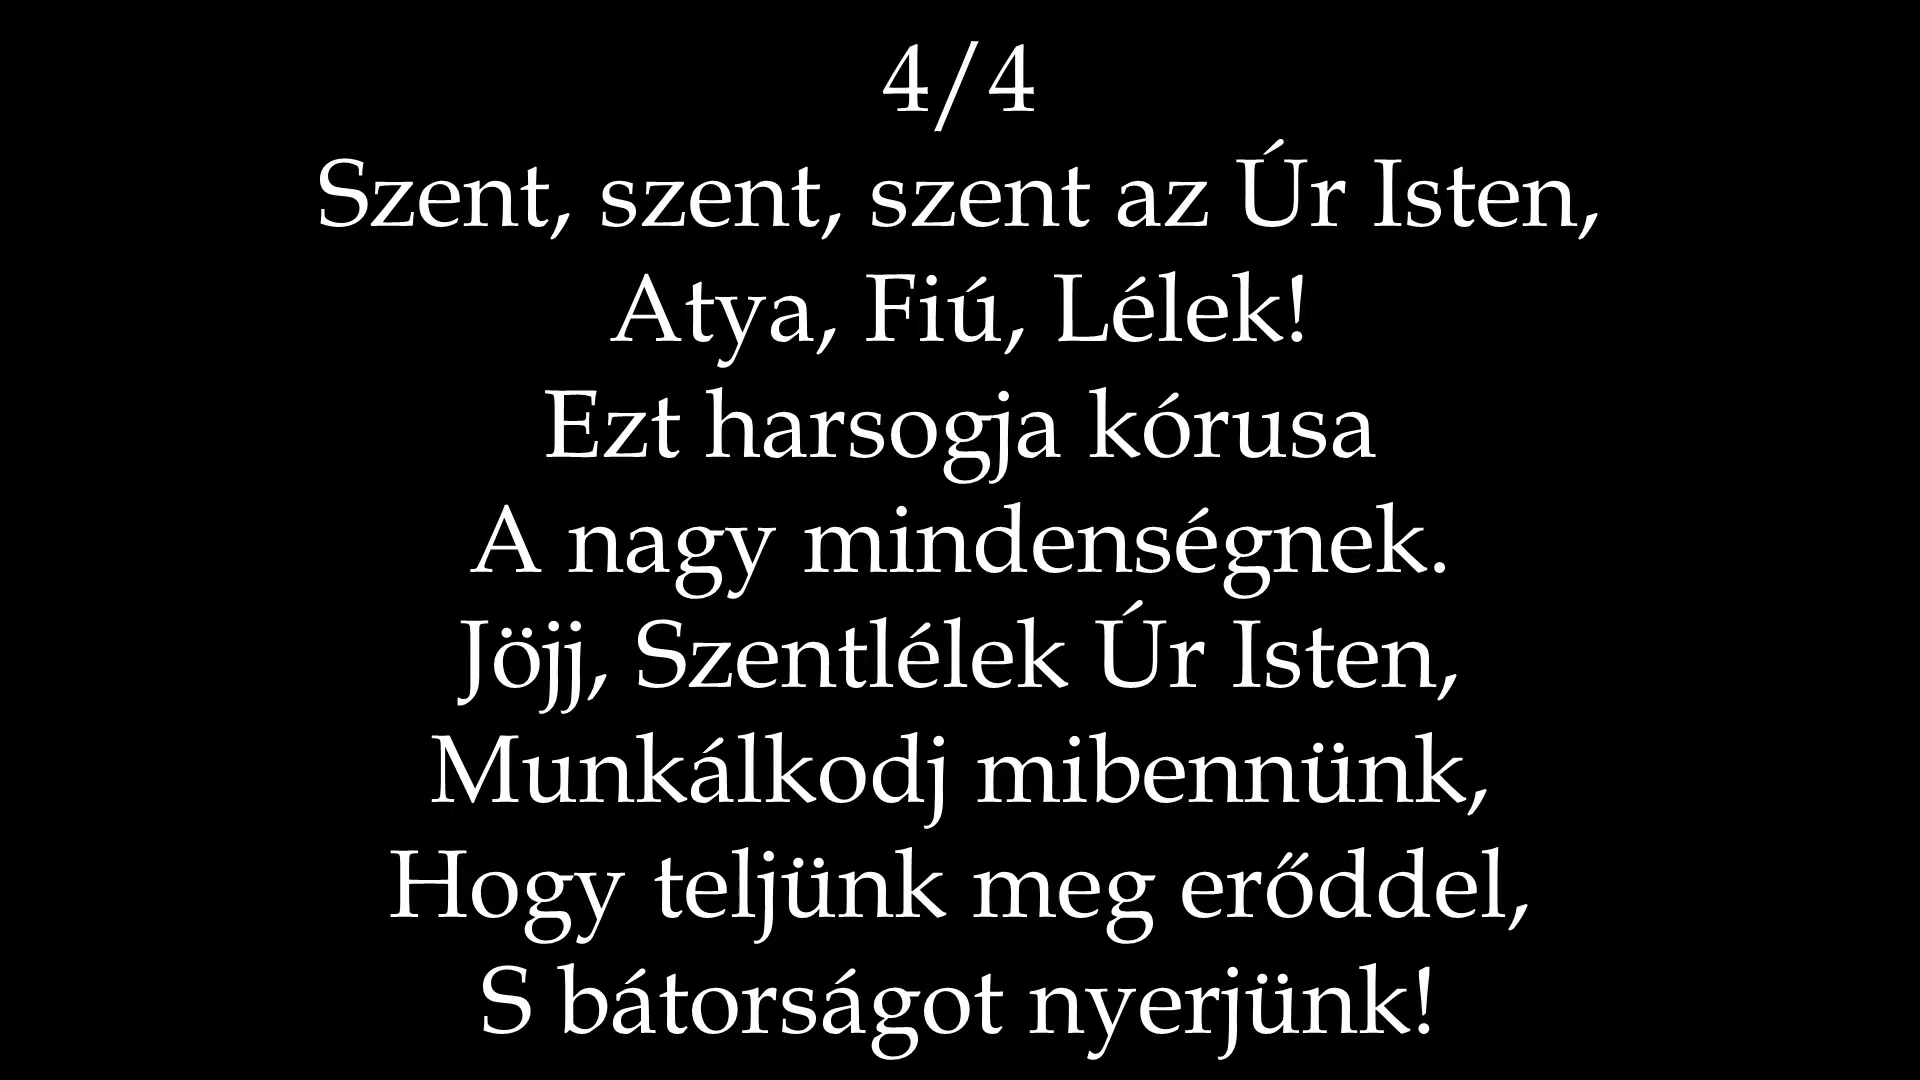 4/4
Szent, szent, szent az Úr Isten,
Atya, Fiú, Lélek!
Ezt harsogja kórusa
A nagy mindenségnek.
Jöjj, Szentlélek Úr Isten,
Munkálkodj mibennünk,
Hogy teljünk meg erőddel,
S bátorságot nyerjünk!